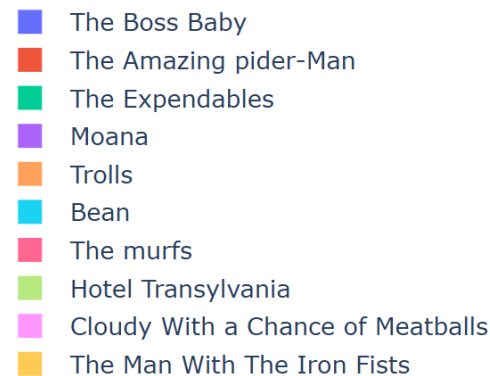 The Boss Baby
The Amazing pider-Man
The Expendables
Moana
Trolls
Bean
The murfs
Hotel Transylvania
Cloudy With a Chance of Meatballs
The Man With The Iron Fists